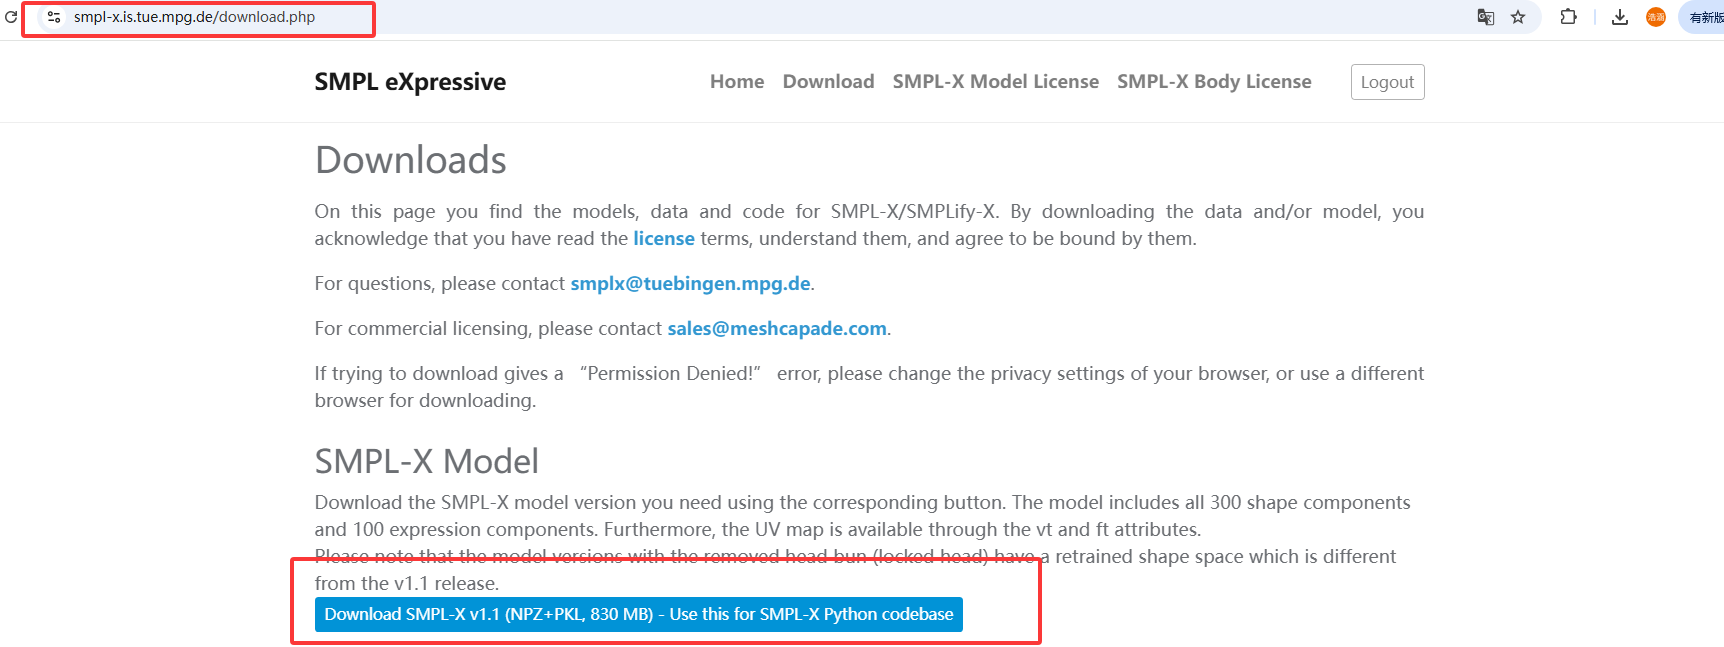 smpl-x.is.tue.mpg.de/download.php
浩涵
有新版
SMPL eXpressive
Home Download SMPL-X Model License SMPL-X Body License Logout
Downloads
On this page you find the models, data and code for SMPL-X/SMPLify-X. By downloading the data and/or model, you
acknowledge that you have read the license terms, understand them, and agree to be bound by them.
For questions, please contact smplx@tuebingen.mpg.de.
For commercial licensing, please contact sales@meshcapade.com.
If trying to download gives a “Permission Denied!” error, please change the privacy settings of your browser, or use a different
browser for downloading.
SMPL-X Model
Download the SMPL-X model version you need using the corresponding button. The model includes all 300 shape components
and 100 expression components. Furthermore, the UV map is available through the vt and ft attributes.
Please note that the model versions with the removed head bun (locked head) have a retrained shape space which is different
from the v1.1 release.
Download SMPL-X v1.1 (NPZ+PKL, 830 MB) - Use this for SMPL-X Python codebase